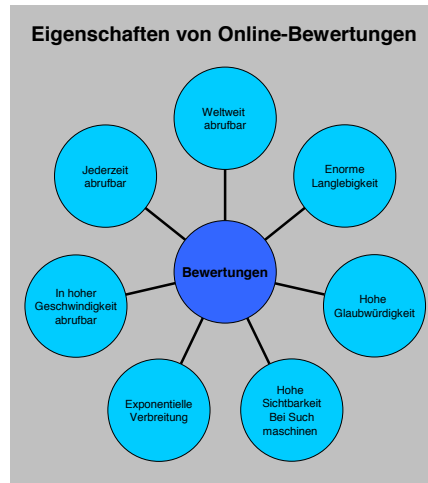 Eigenschaften von Online-Bewertungen
Weltweit
abrufbar
Enorme
Langlebigkeit
Hohe
Glaubwürdigkeit
Hohe
Sichtbarkeit
Bei Such
maschinen
Exponentielle
Verbreitung
In hoher
Geschwindigkeit
abrufbar
Jederzeit
abrufbar
Bewertungen